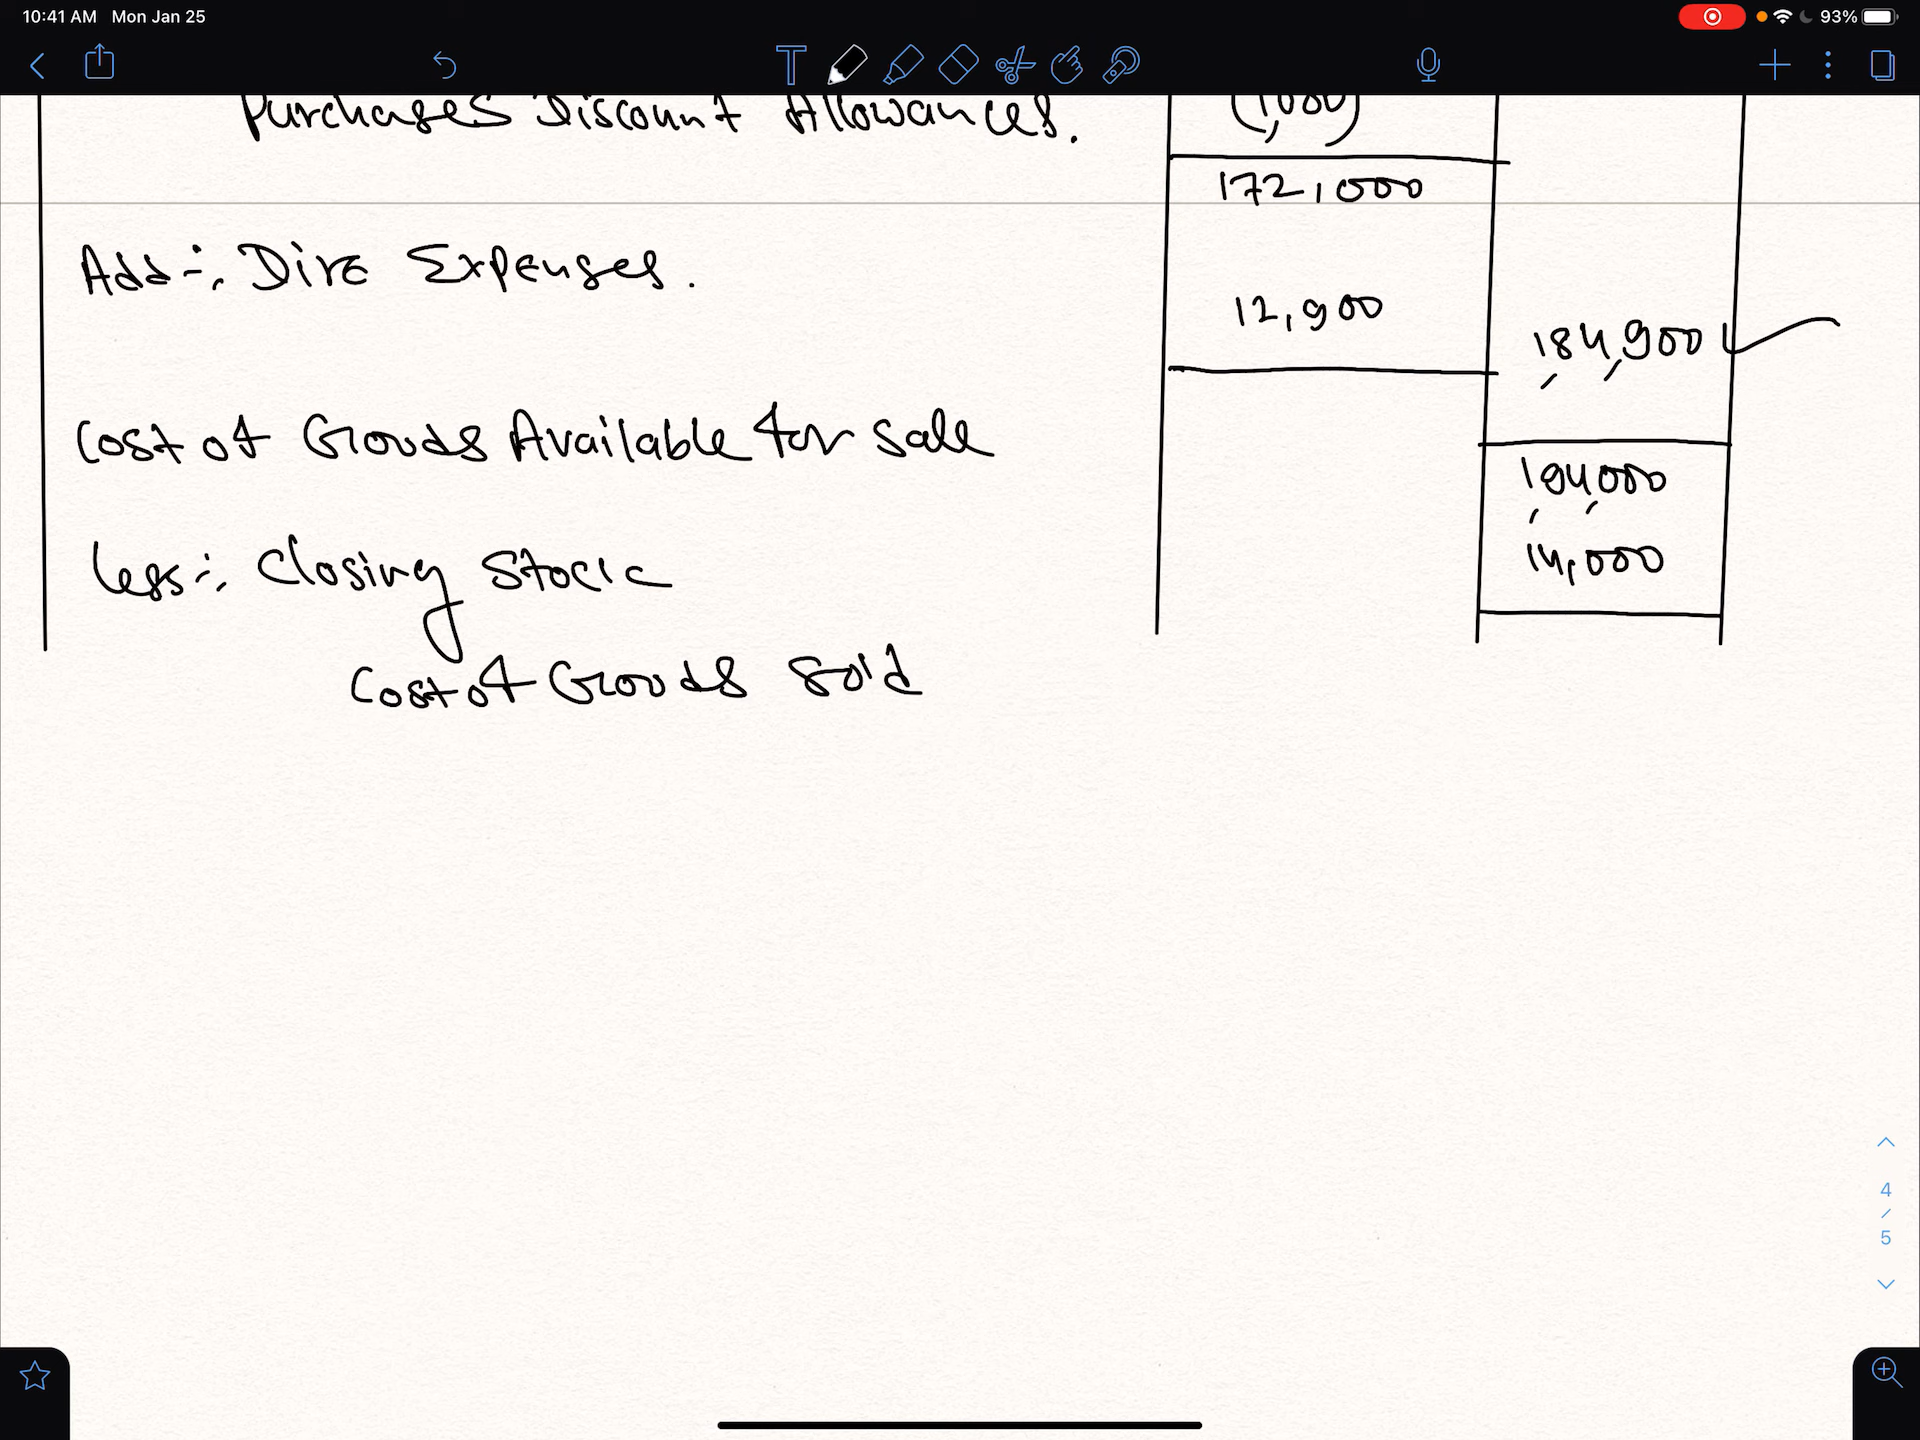 10:41 AM Mon Jan 25
93%
Purchases Discount Allowances.
(1,000)
172,000
Add:- Dire Expenses.
12,900
184,900
Cost of Goods Available for sale
194,000
Less:- Closing Stock
14,000
Cost of Goods Sold
4
/
5